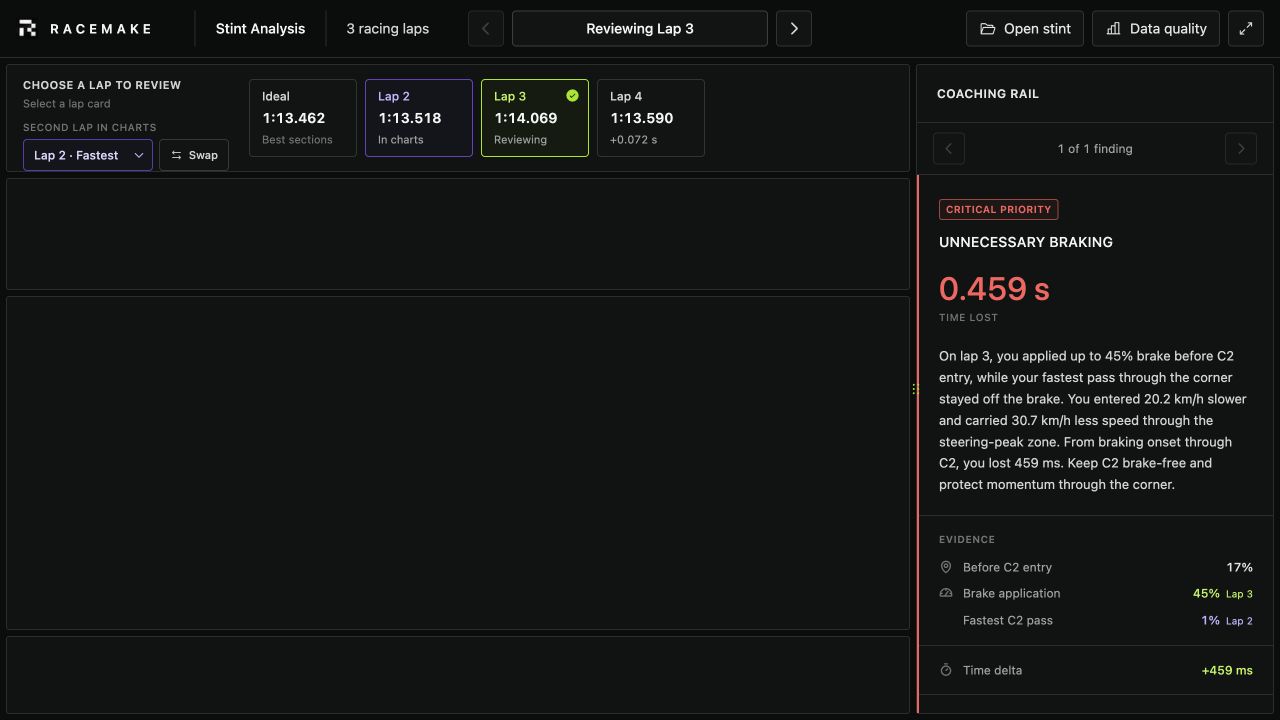 RACEMAKE
Stint Analysis
3 racing laps
Reviewing Lap 3
Open stint
Data quality
CHOOSE A LAP TO REVIEW
Select a lap card
SECOND LAP IN CHARTS
Lap 2 · Fastest
Swap
Ideal
1:13.462
Best sections
Lap 2
1:13.518
In charts
Lap 3
1:14.069
Reviewing
Lap 4
1:13.590
+0.072 s
COACHING RAIL
1 of 1 finding
CRITICAL PRIORITY
UNNECESSARY BRAKING
0.459 s
TIME LOST
On lap 3, you applied up to 45% brake before C2
entry, while your fastest pass through the corner
stayed off the brake. You entered 20.2 km/h slower
and carried 30.7 km/h less speed through the
steering-peak zone. From braking onset through
C2, you lost 459 ms. Keep C2 brake-free and
protect momentum through the corner.
EVIDENCE
Before C2 entry 17%
Brake application 45% Lap 3
Fastest C2 pass 1% Lap 2
Time delta +459 ms